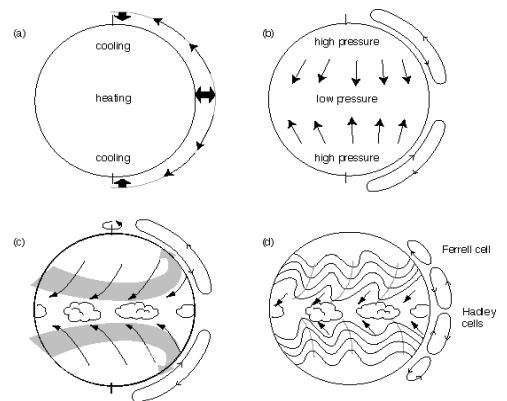 (a)
cooling
heating
cooling
(b)
high pressure
low pressure
high pressure
(c)
(d)
Ferrell cell
Hadley
cells